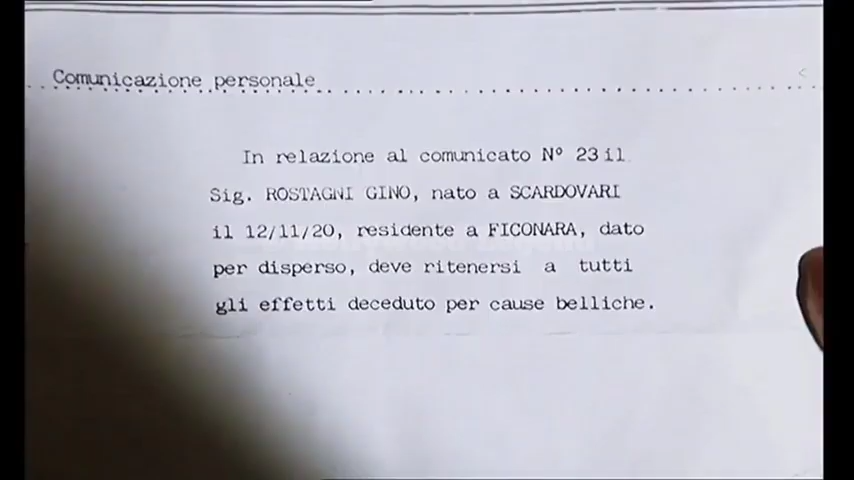 Comunicazione personale
In relazione al comunicato N° 23 il
Sig. ROSTAGNI GINO, nato a SCARDOVARI
il 12/11/20, residente a FICONARA, dato
per disperso, deve ritenersi a tutti
gli effetti deceduto per cause belliche.